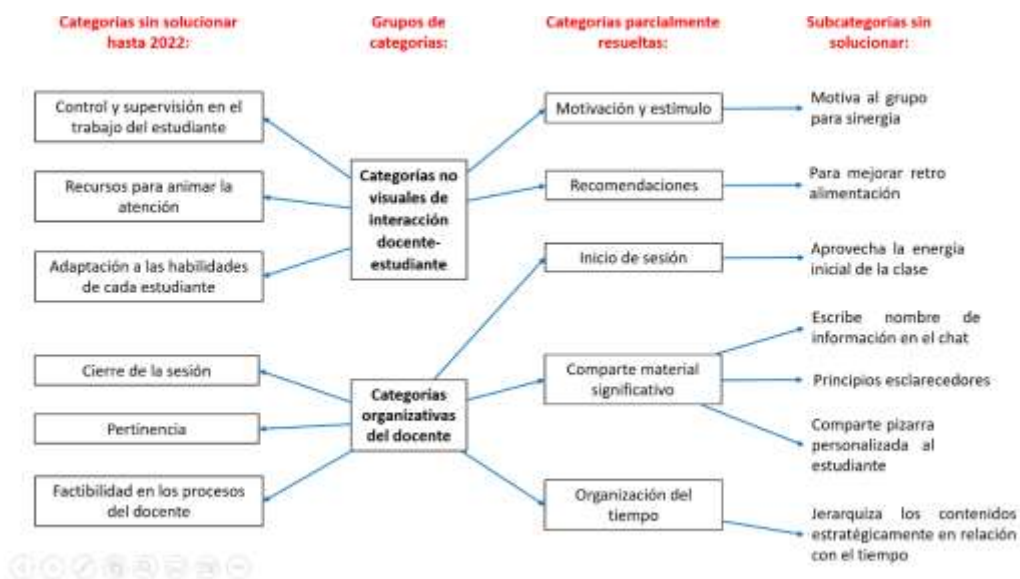 Categorías sin solucionar
hasta 2022:
Grupos de
categorías:
Categorías parcialmente
resueltas:
Subcategorías sin
solucionar:
Control y supervisión en el
trabajo del estudiante
Recursos para animar la
atención
Adaptación a las habilidades
de cada estudiante
Cierre de la sesión
Pertinencia
Factibilidad en los procesos
del docente
Categorías no
visuales de
interacción
docente-
estudiante
Categorías
organizativas
del docente
Motivación y estímulo
Recomendaciones
Inicio de sesión
Comparte material
significativo
Organización del
tiempo
Motiva al grupo
para sinergia
Para mejorar retro
alimentación
Aprovecha la energía
inicial de la clase
Escribe nombre de
información en el chat
Principios esclarecedores
Comparte pizarra
personalizada al
estudiante
Jerarquiza los contenidos
estratégicamente en relación
con el tiempo